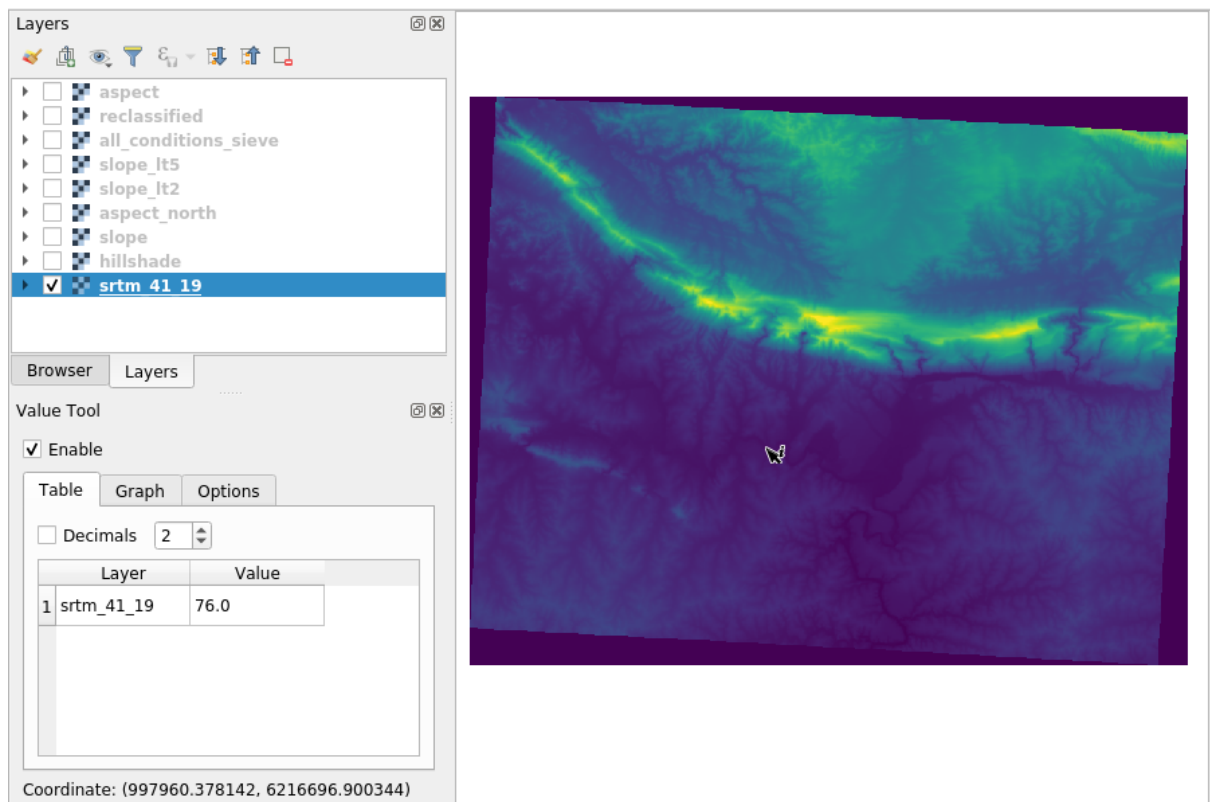 Layers
aspect
reclassified
all_conditions_sieve
slope_lt5
slope_lt2
aspect_north
slope
hillshade
srtm_41_19
Browser Layers
Value Tool
Enable
Table Graph Options
Decimals 2
Layer Value
1 srtm_41_19 76.0
Coordinate: (997960.378142, 6216696.900344)